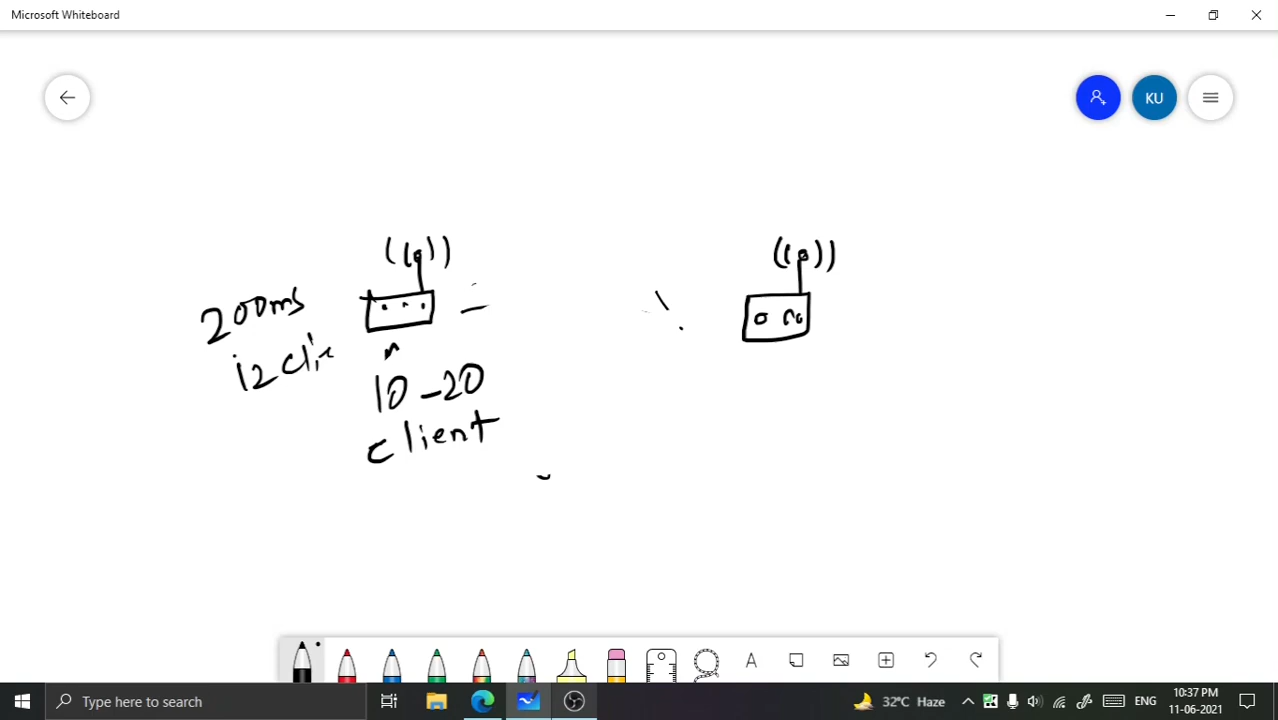 Microsoft Whiteboard
KU
200ms
12 clie
10-20
client
A
Type here to search
32°C Haze
ENG
10:37 PM
11-06-2021